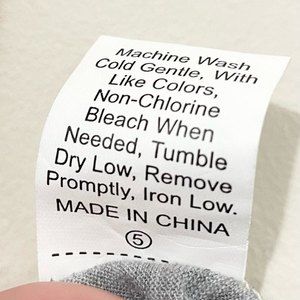 Machine Wash
Cold Gentle, With
Like Colors,
Non-Chlorine
Bleach When
Needed, Tumble
Dry Low, Remove
Promptly, Iron Low.
MADE IN CHINA
5